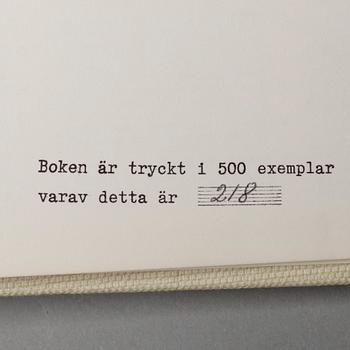 Boken är tryckt i 500 exemplar
varav detta är 218